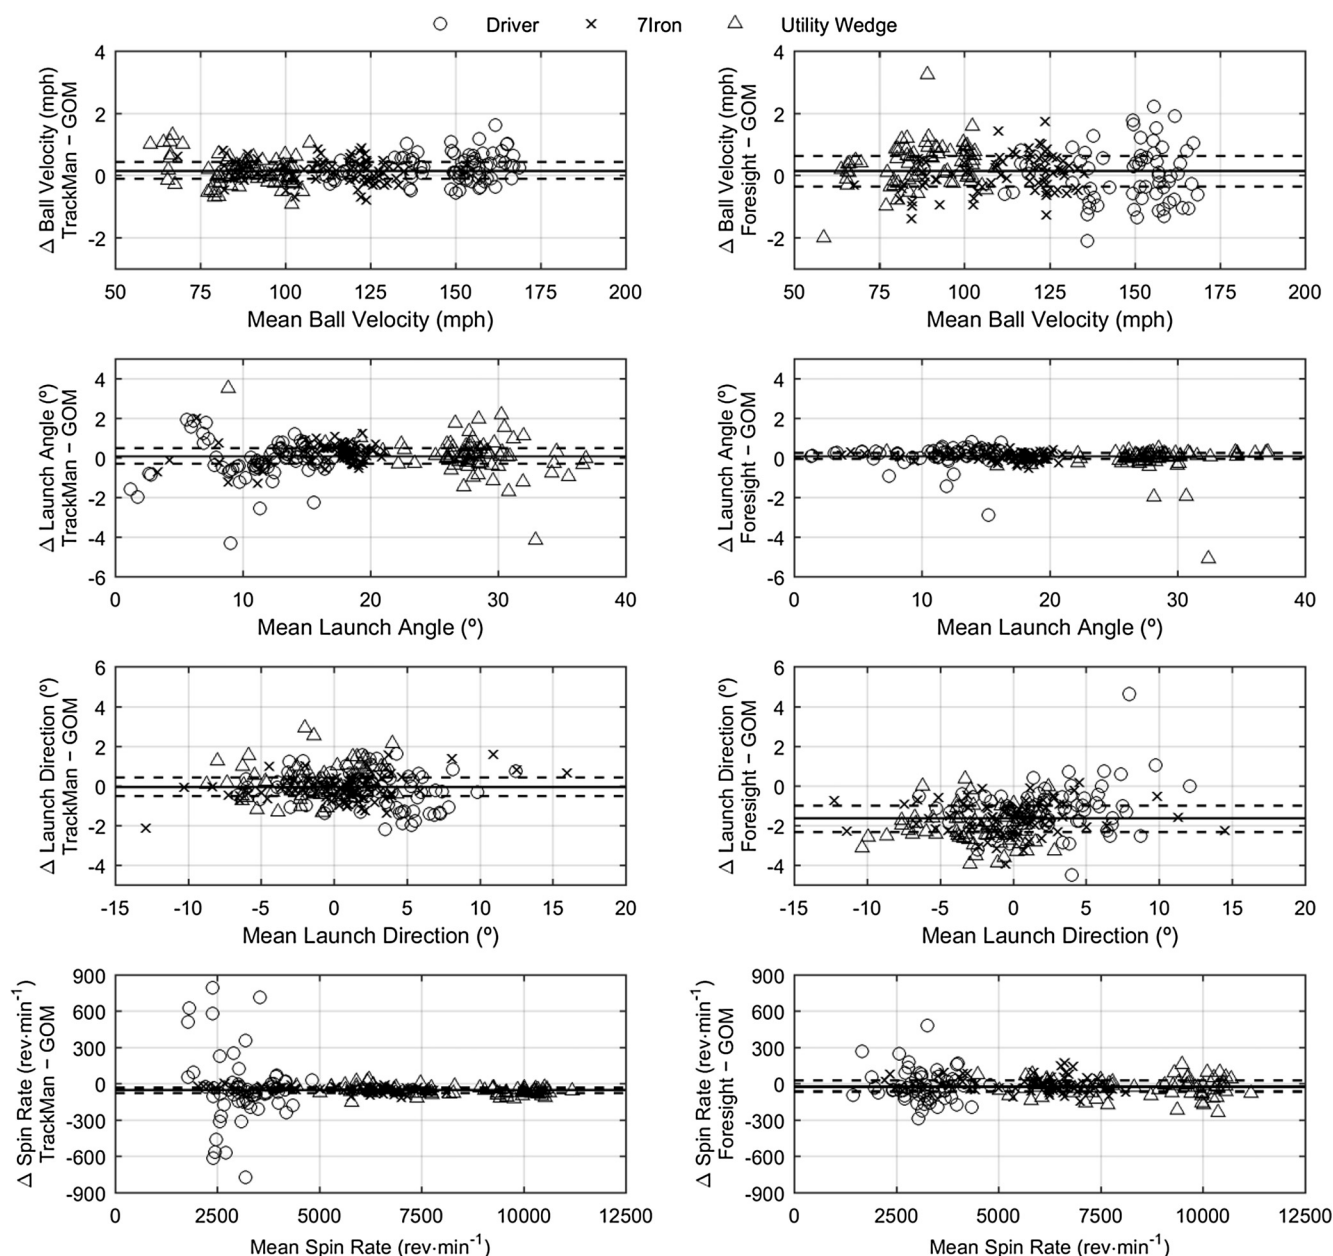 Driver 7Iron Utility Wedge
Δ Ball Velocity (mph)
TrackMan − GOM
4
2
0
-2
50 75 100 125 150 175 200
Mean Ball Velocity (mph)
Δ Ball Velocity (mph)
Foresight − GOM
4
2
0
-2
50 75 100 125 150 175 200
Mean Ball Velocity (mph)
Δ Launch Angle (º)
TrackMan − GOM
4
2
0
-2
-4
-6
0 10 20 30 40
Mean Launch Angle (º)
Δ Launch Angle (º)
Foresight − GOM
4
2
0
-2
-4
-6
0 10 20 30 40
Mean Launch Angle (º)
Δ Launch Direction (º)
TrackMan − GOM
6
4
2
0
-2
-4
-15 -10 -5 0 5 10 15 20
Mean Launch Direction (º)
Δ Launch Direction (º)
Foresight − GOM
6
4
2
0
-2
-4
-15 -10 -5 0 5 10 15 20
Mean Launch Direction (º)
Δ Spin Rate (rev·min⁻¹)
TrackMan − GOM
900
600
300
0
-300
-600
-900
0 2500 5000 7500 10000 12500
Mean Spin Rate (rev·min⁻¹)
Δ Spin Rate (rev·min⁻¹)
Foresight − GOM
900
600
300
0
-300
-600
-900
0 2500 5000 7500 10000 12500
Mean Spin Rate (rev·min⁻¹)